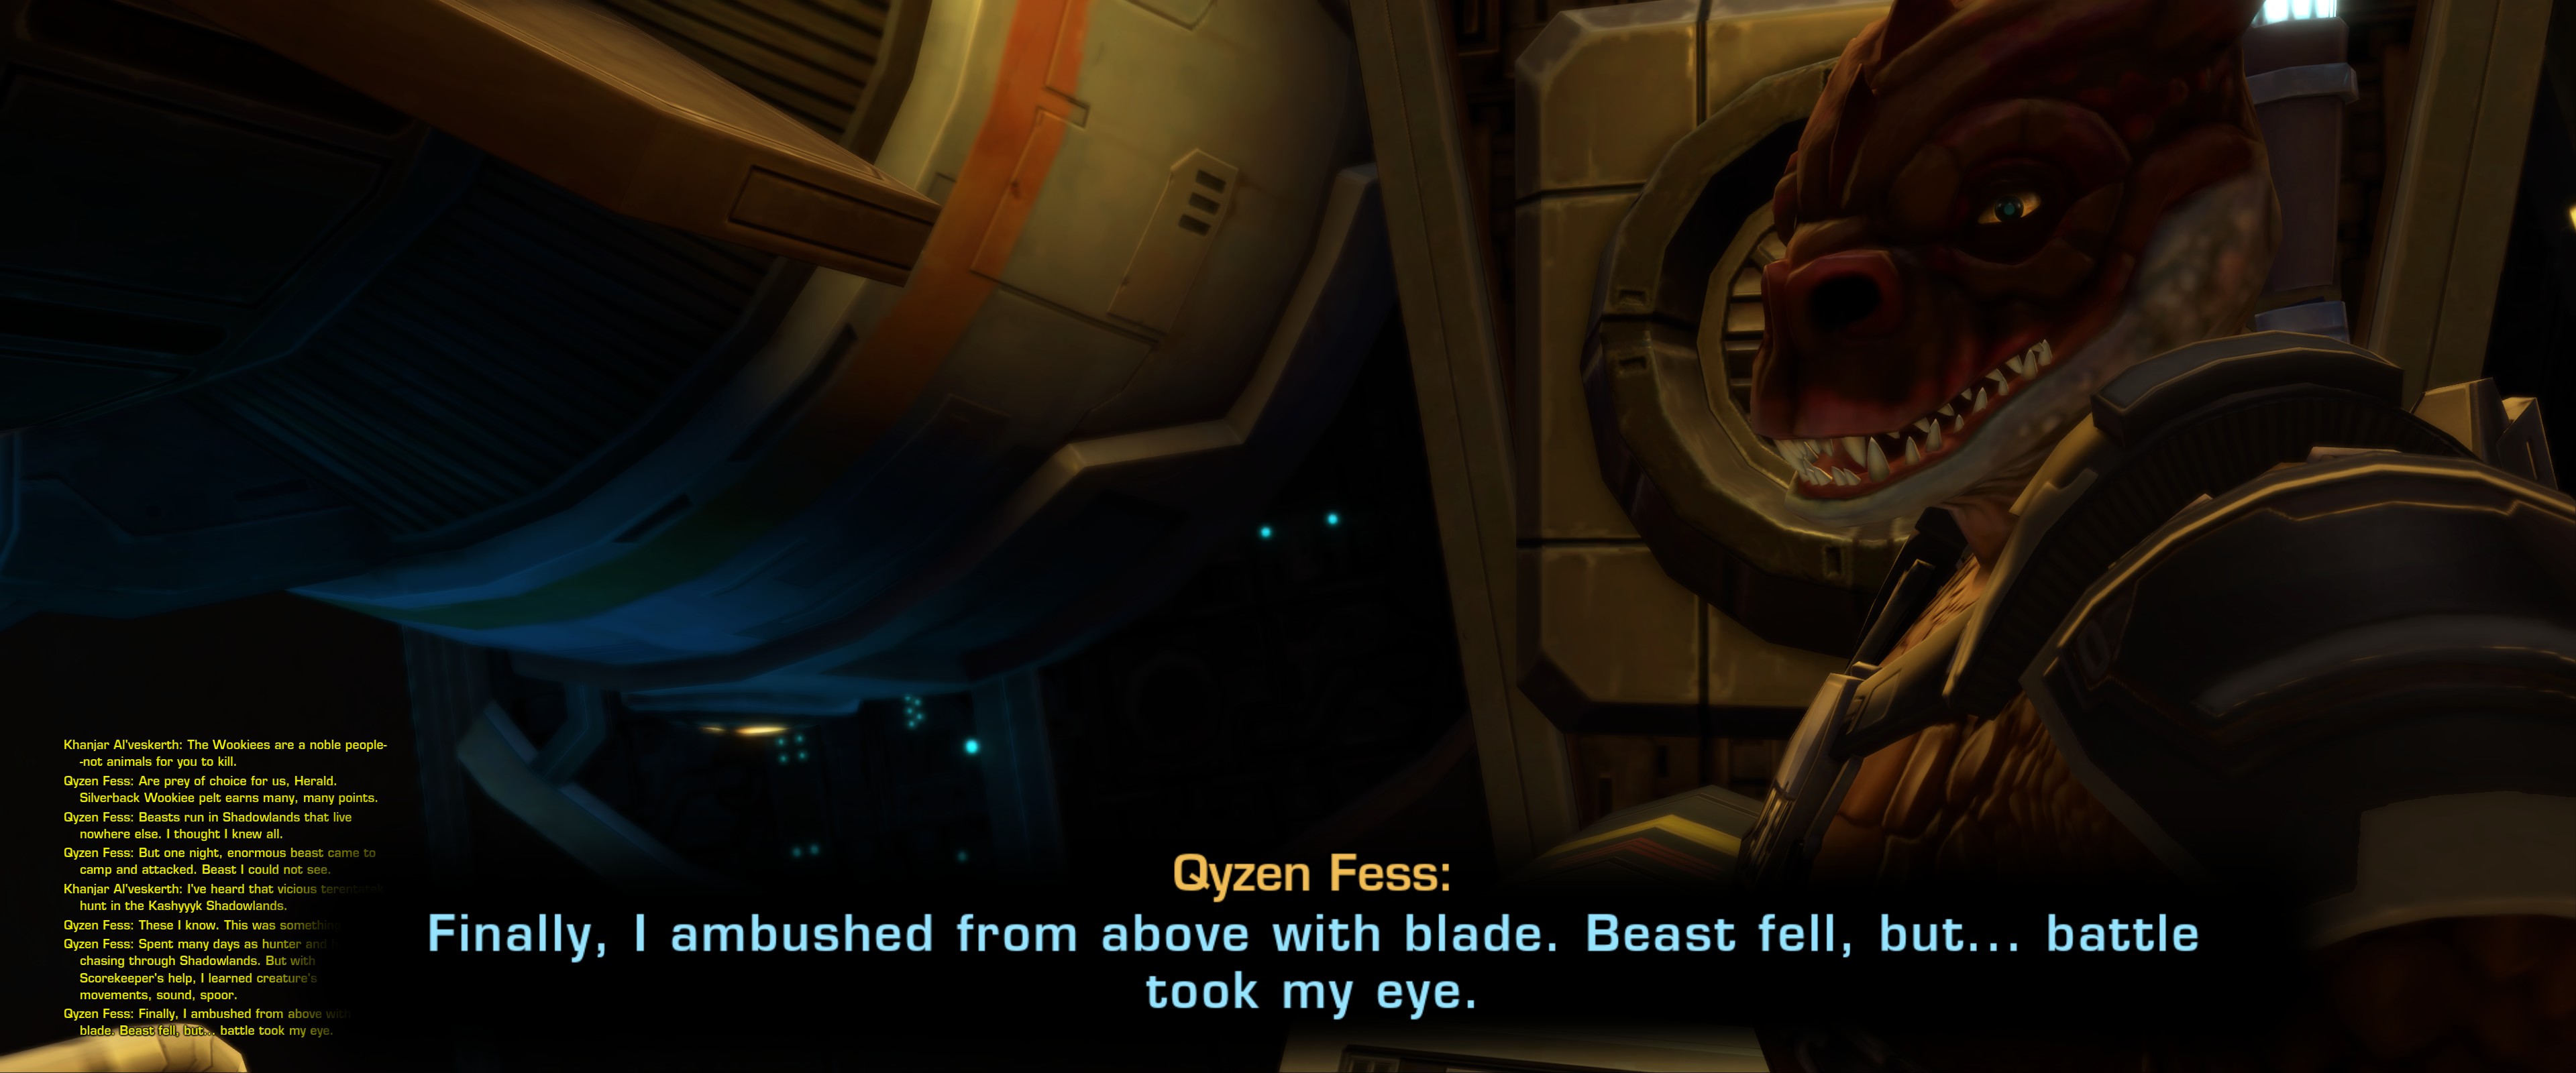 Khanjar Al'veskerth: The Wookiees are a noble people-
-not animals for you to kill.
Qyzen Fess: Are prey of choice for us, Herald.
Silverback Wookiee pelt earns many, many points.
Qyzen Fess: Beasts run in Shadowlands that live
nowhere else. I thought I knew all.
Qyzen Fess: But one night, enormous beast came to
camp and attacked. Beast I could not see.
Khanjar Al'veskerth: I've heard that vicious
hunt in the Kashyyyk Shadowlands.
Qyzen Fess: These I know. This was something
Qyzen Fess: Spent many days as hunter and
chasing through Shadowlands. But with
Scorekeeper's help, I learned creature's
movements, sound, spoor.
Qyzen Fess: Finally, I ambushed from above with
blade. Beast fell, but... battle took my eye.
Qyzen Fess:
Finally, I ambushed from above with blade. Beast fell, but... battle
took my eye.